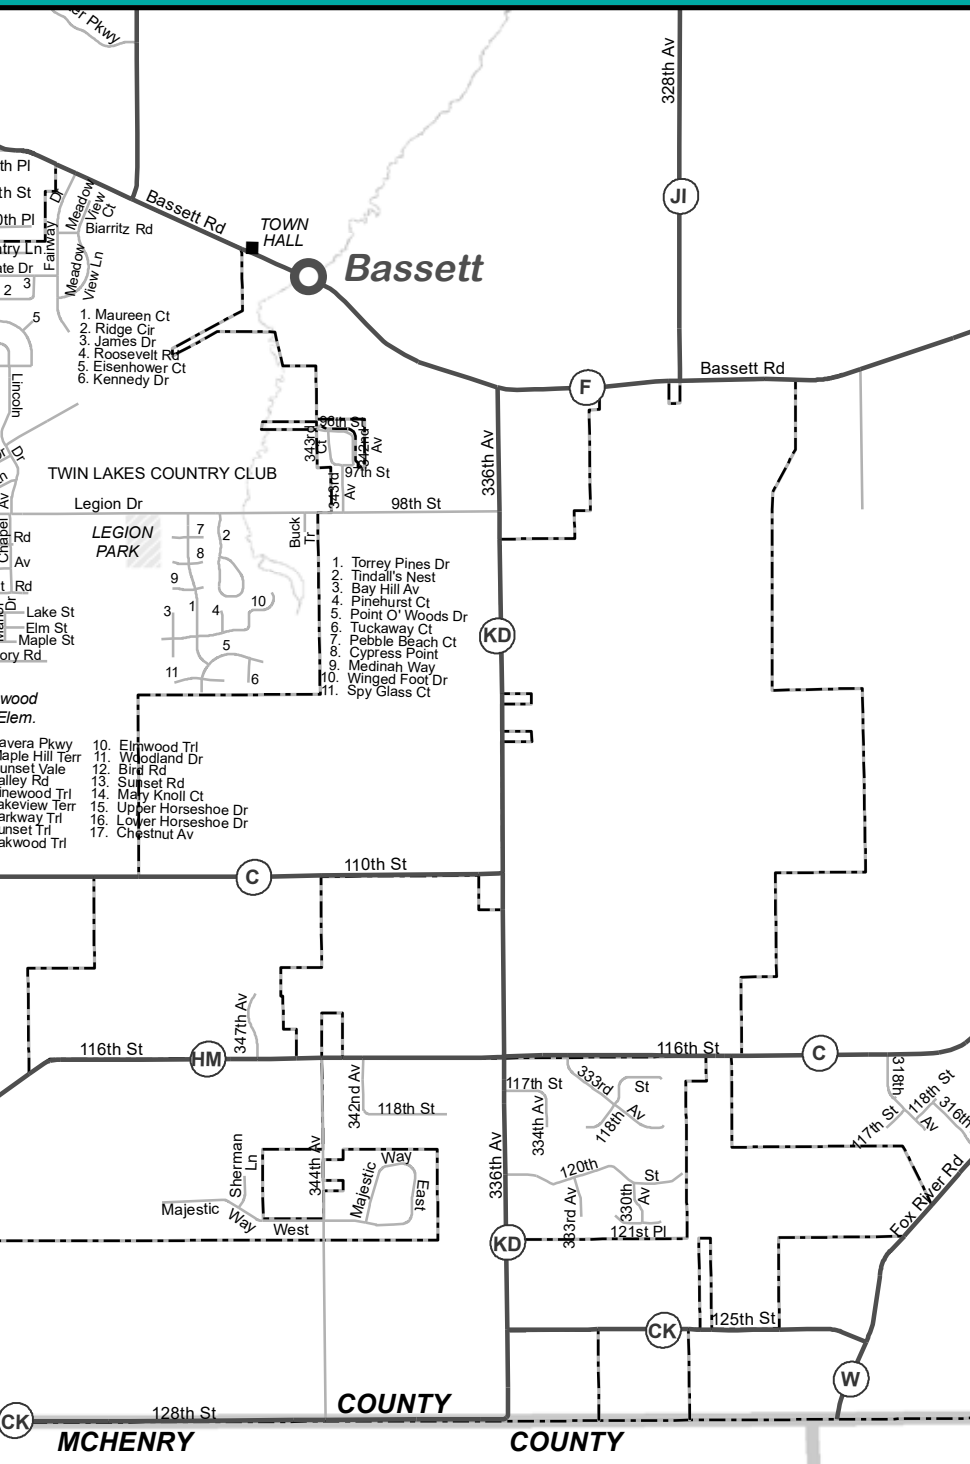 er Pkwy
328th Av
th Pl
th St
0th Pl
ntry Ln
ate Dr
2
3
5
Fairway
Dr
Meadow
View
Ct
Biarritz Rd
Meadow
View Ln
Bassett Rd
TOWN
HALL
JI
Bassett
1. Maureen Ct
2. Ridge Cir
3. James Dr
4. Roosevelt Rd
5. Eisenhower Ct
6. Kennedy Dr
Lincoln
Dr
Bassett Rd
F
336th Av
98th St
343rd
Ct
342nd
Av
97th St
343rd
Av
TWIN LAKES COUNTRY CLUB
Legion Dr
98th St
Av
Chapel
Rd
Av
t Rd
Dr
Lake St
Elm St
Maple St
ory Rd
LEGION
PARK
7
2
8
9
1
3
4
10
5
11
6
Buck
Tr
1. Torrey Pines Dr
2. Tindall's Nest
3. Bay Hill Av
4. Pinehurst Ct
5. Point O' Woods Dr
6. Tuckaway Ct
7. Pebble Beach Ct
8. Cypress Point
9. Medinah Way
10. Winged Foot Dr
11. Spy Glass Ct
KD
wood
Elem.
avera Pkwy
Maple Hill Terr
unset Vale
alley Rd
inewood Trl
akeview Terr
arkway Trl
unset Trl
akwood Trl
10. Elmwood Trl
11. Woodland Dr
12. Bird Rd
13. Sunset Rd
14. Mary Knoll Ct
15. Upper Horseshoe Dr
16. Lower Horseshoe Dr
17. Chestnut Av
C
110th St
347th Av
116th St
HM
116th St
C
342nd Av
118th St
117th St
334th Av
333rd
Av
St
118th
318th
118th St
316th
117th St
Av
Sherman
Ln
344th Av
Majestic
Way
East
336th Av
120th
St
333rd Av
330th
Av
121st Pl
Fox River Rd
Majestic
Way
West
KD
CK
125th St
W
CK
128th St
COUNTY
MCHENRY
COUNTY